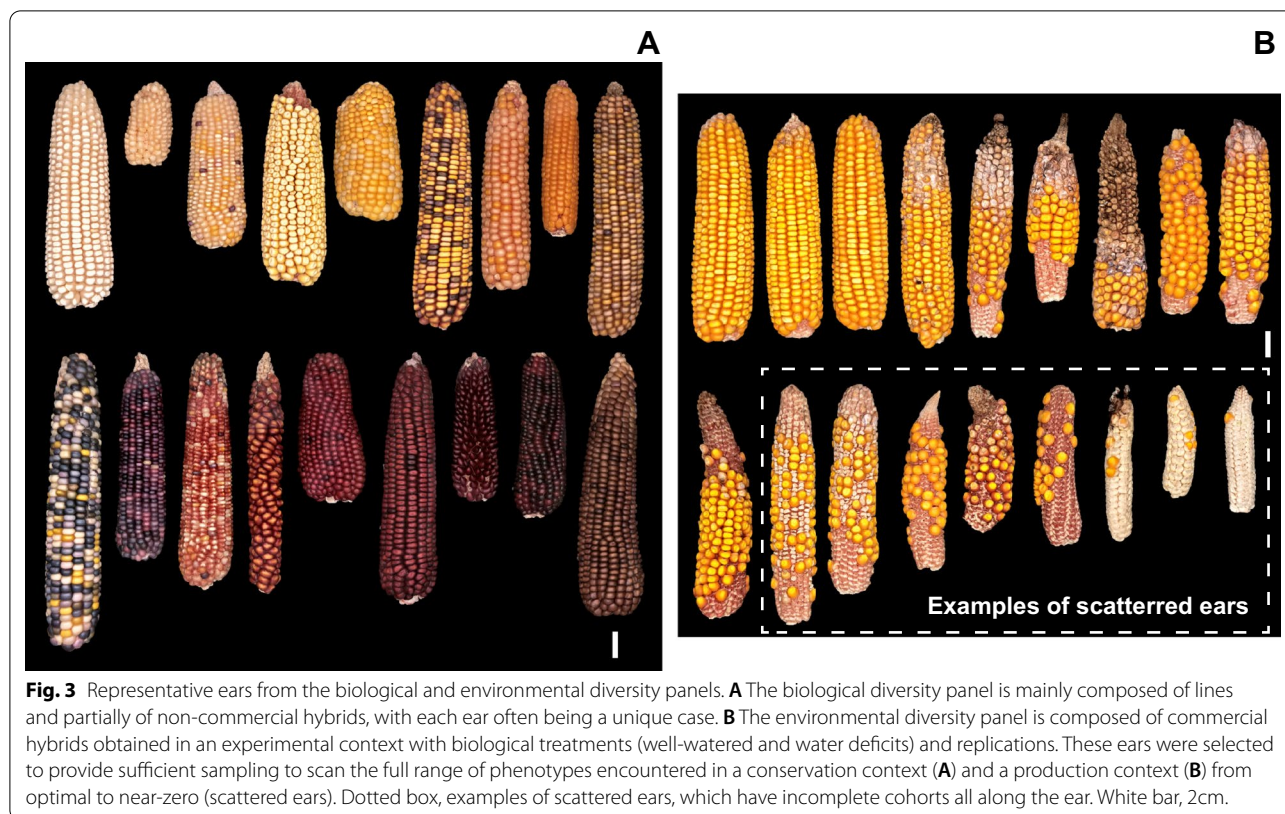 A
B
Examples of scatterred ears
Fig. 3 Representative ears from the biological and environmental diversity panels. A The biological diversity panel is mainly composed of lines
and partially of non-commercial hybrids, with each ear often being a unique case. B The environmental diversity panel is composed of commercial
hybrids obtained in an experimental context with biological treatments (well-watered and water deficits) and replications. These ears were selected
to provide sufficient sampling to scan the full range of phenotypes encountered in a conservation context (A) and a production context (B) from
optimal to near-zero (scattered ears). Dotted box, examples of scattered ears, which have incomplete cohorts all along the ear. White bar, 2cm.